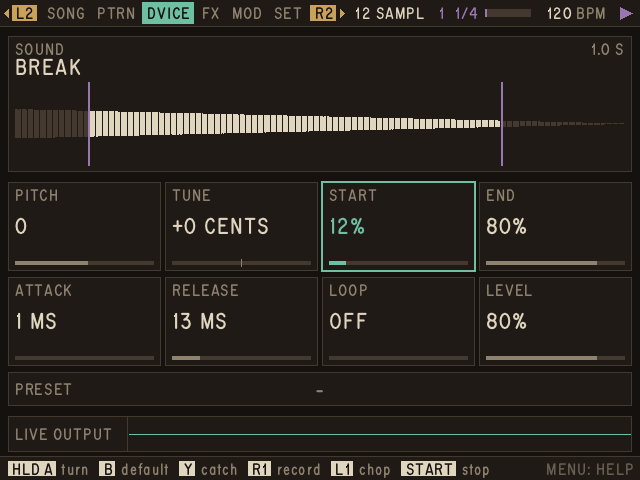 L2 SONG PTRN DVICE FX MOD SET R2 12 SAMPL 1 1/4 120 BPM
SOUND 1.0 S
BREAK
PITCH TUNE START END
0 +0 CENTS 12% 80%
ATTACK RELEASE LOOP LEVEL
1 MS 13 MS OFF 80%
PRESET -
LIVE OUTPUT
HLD A turn B default Y catch R1 record L1 chop START stop MENU: HELP